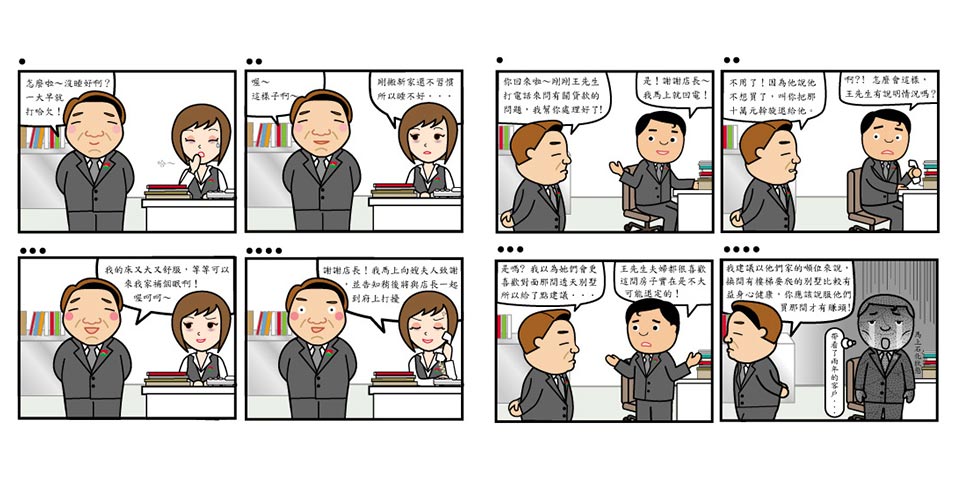 怎麼啦～沒睡好啊？
一大早就
打哈欠！
哈～
喔～
這樣子啊～
剛搬新家還不習慣
所以睡不好．．．
我的床又大又舒服，等等可以
來我家補個眠啊！
喔呵呵～
謝謝店長！我馬上向嫂夫人致謝
，並告知稍後將與店長一起
到府上打擾
你回來啦～剛剛王先生
打電話來問有關貸款的
問題，我幫你處理好了！
是！謝謝店長～
我馬上就回電！
不用了！因為他說他
不想買了，叫你把那
十萬元斡旋退給他。
啊?！怎麼會這樣，
王先生有說明情況嗎？
是嗎？我以為她們會更
喜歡對面那間透天別墅
所以給了點建議．．．
王先生夫婦都很喜歡
這間房子實在是不大
可能退定的！
我建議以他們家的順位來說，
換間有樓梯要爬的別墅比較有
益身心健康，你應該說服他們
買那間才有賺頭！
帶看了兩年的客戶．．
馬上石化狀態